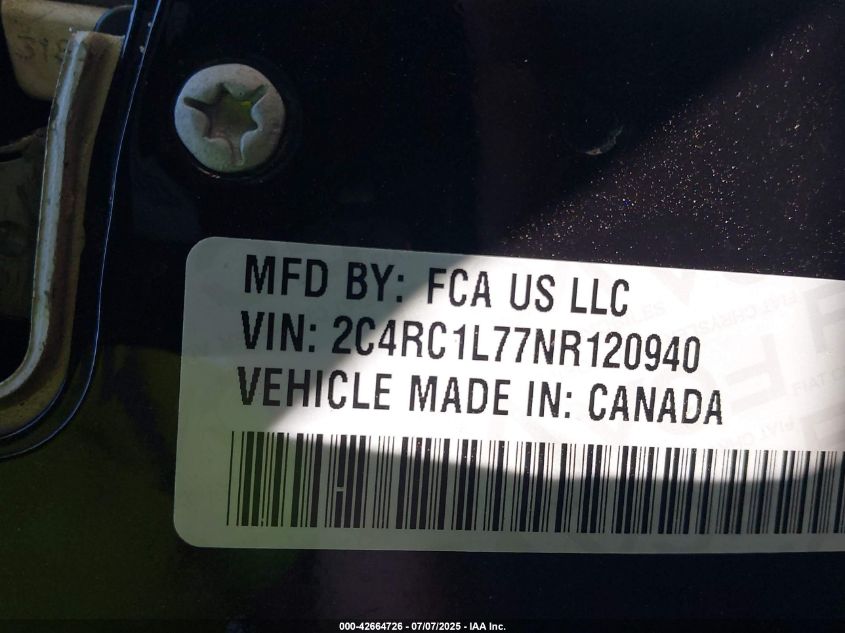 MFD BY: FCA US LLC
VIN: 2C4RC1L77NR120940
VEHICLE MADE IN: CANADA
000-42664726 - 07/07/2025 - IAA Inc.